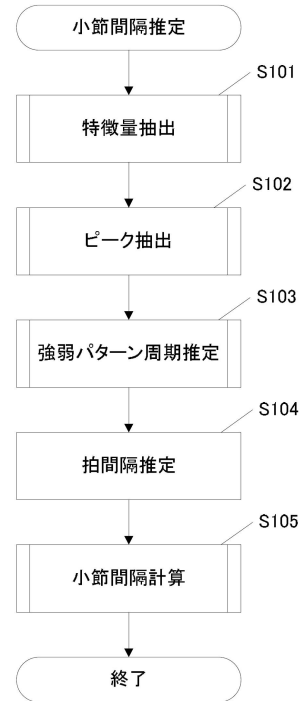 小節間隔推定
S101
特徴量抽出
S102
ピーク抽出
S103
強弱パターン周期推定
S104
拍間隔推定
S105
小節間隔計算
終了